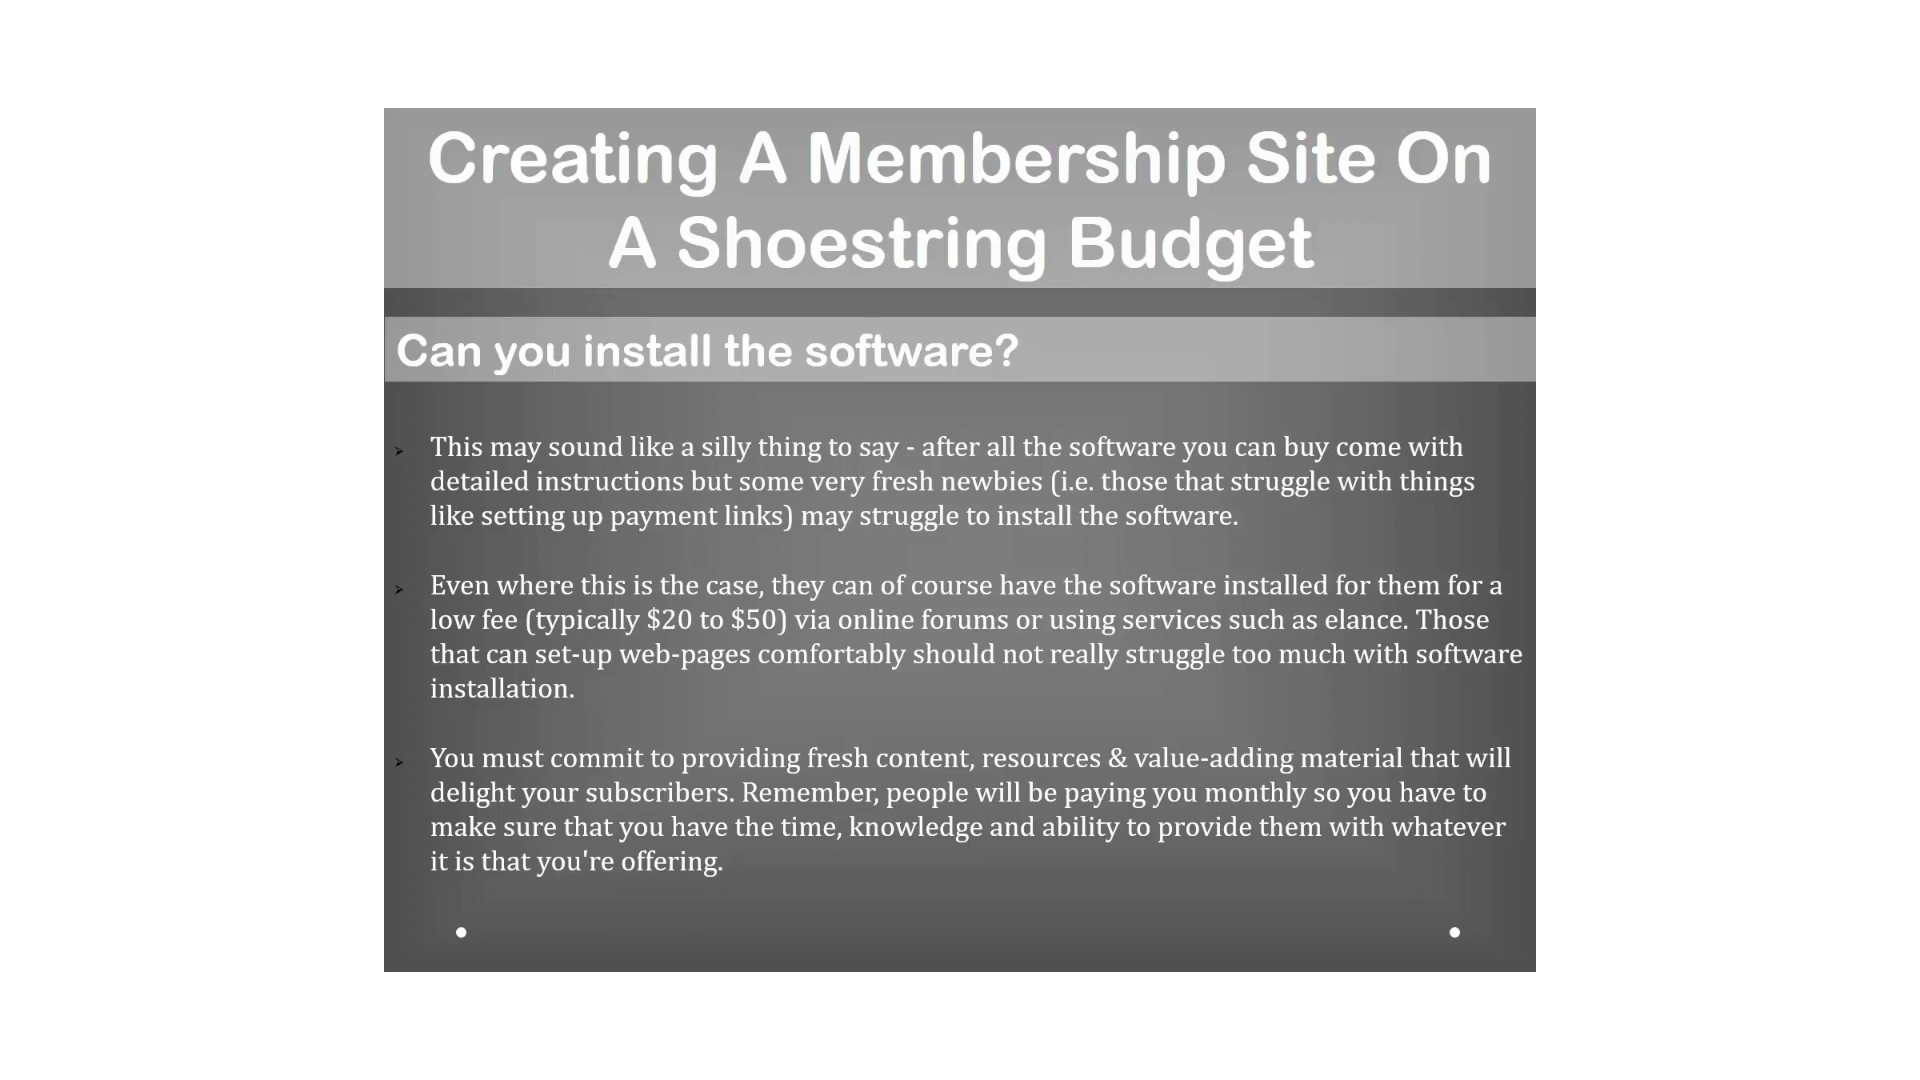 Creating A Membership Site On
A Shoestring Budget
Can you install the software?
This may sound like a silly thing to say - after all the software you can buy come with
detailed instructions but some very fresh newbies (i.e. those that struggle with things
like setting up payment links) may struggle to install the software.
Even where this is the case, they can of course have the software installed for them for a
low fee (typically $20 to $50) via online forums or using services such as elance. Those
that can set-up web-pages comfortably should not really struggle too much with software
installation.
You must commit to providing fresh content, resources & value-adding material that will
delight your subscribers. Remember, people will be paying you monthly so you have to
make sure that you have the time, knowledge and ability to provide them with whatever
it is that you're offering.